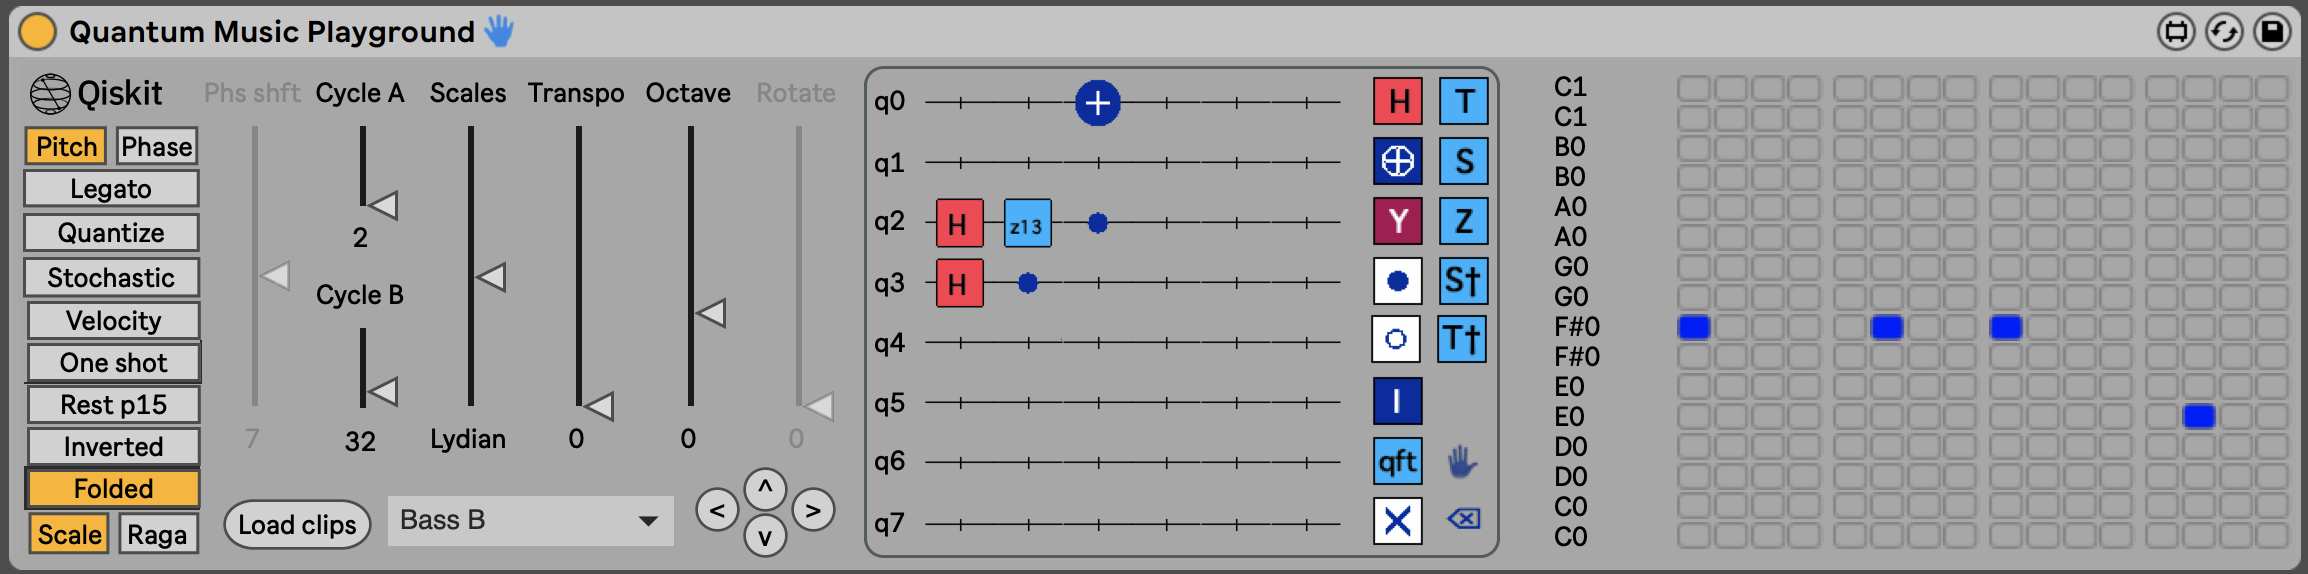 Quantum Music Playground
Qiskit
Phs shft Cycle A Scales Transpo Octave Rotate
Pitch Phase
Legato
Quantize
Stochastic
Velocity
One shot
Rest p15
Inverted
Folded
Scale Raga
2
Cycle B
7 32 Lydian 0 0 0
Load clips Bass B
< ^ v >
q0 + H T
q1 S
q2 H z13 Y Z
q3 H S†
q4 T†
q5 I
q6 qft
q7
C1
C1
B0
B0
A0
A0
G0
G0
F#0
F#0
E0
E0
D0
D0
C0
C0